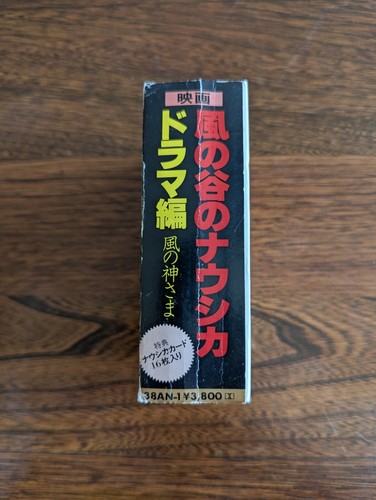 映画
風の谷のナウシカ
ドラマ編
風の神さま
特典
ナウシカカード
16枚入り
38AN-1 ¥3,800